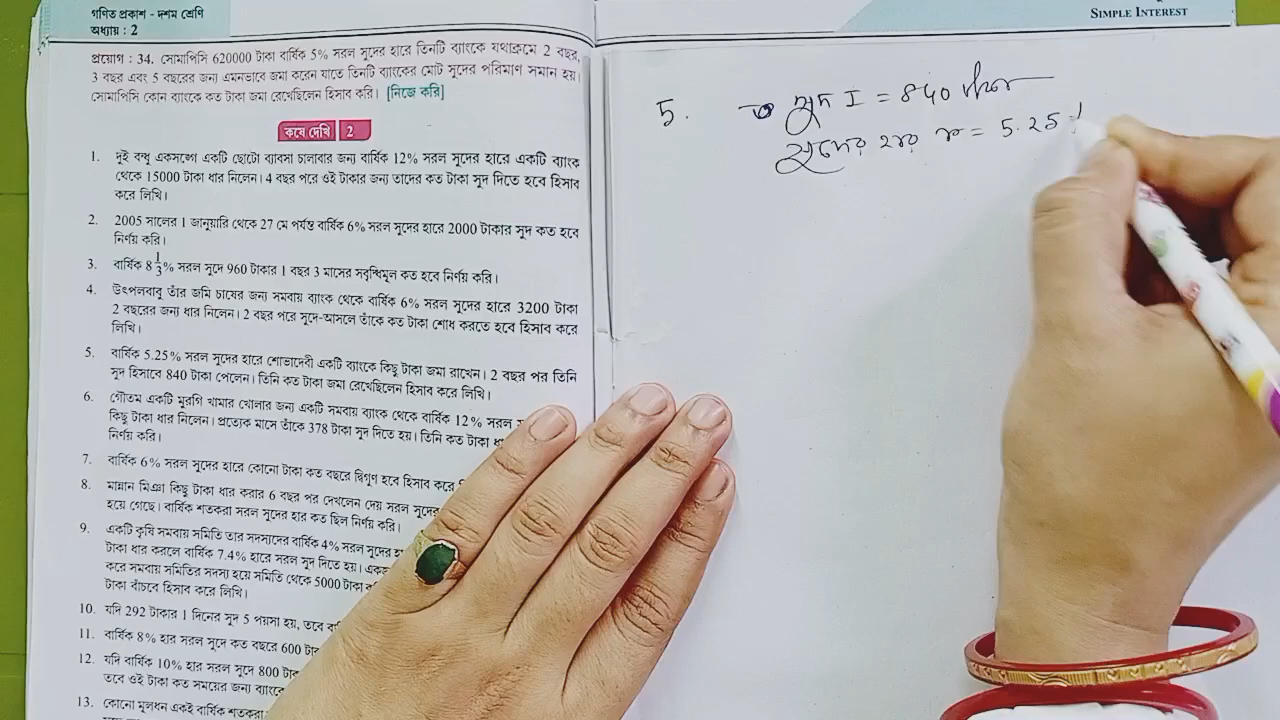 গণিত প্রকাশ - দশম শ্রেণি
অধ্যায় : 2
SIMPLE INTEREST
প্রয়োগ : 34. সোমাপিসি 620000 টাকা বার্ষিক 5% সরল সুদের হারে তিনটি ব্যাংকে যথাক্রমে 2 বছর,
3 বছর এবং 5 বছরের জন্য এমনভাবে জমা করেন যাতে তিনটি ব্যাংকের মোট সুদের পরিমাণ সমান হয়।
সোমাপিসি কোন ব্যাংকে কত টাকা জমা রেখেছিলেন হিসাব করি। [নিজে করি]
কষে দেখি 2
1. দুই বন্ধু একসঙ্গে একটি ছোটো ব্যাবসা চালাবার জন্য বার্ষিক 12% সরল সুদের হারে একটি ব্যাংক
থেকে 15000 টাকা ধার নিলেন। 4 বছর পরে ওই টাকার জন্য তাদের কত টাকা সুদ দিতে হবে হিসাব
করে লিখি।
2. 2005 সালের 1 জানুয়ারি থেকে 27 মে পর্যন্ত বার্ষিক 6% সরল সুদের হারে 2000 টাকার সুদ কত হবে
নির্ণয় করি।
3. বার্ষিক 8 1/3% সরল সুদে 960 টাকার 1 বছর 3 মাসের সবৃদ্ধিমূল কত হবে নির্ণয় করি।
4. উৎপলবাবু তাঁর জমি চাষের জন্য সমবায় ব্যাংক থেকে বার্ষিক 6% সরল সুদের হারে 3200 টাকা
2 বছরের জন্য ধার নিলেন। 2 বছর পরে সুদে-আসলে তাঁকে কত টাকা শোধ করতে হবে হিসাব করে
লিখি।
5. বার্ষিক 5.25% সরল সুদের হারে শোভাদেবী একটি ব্যাংকে কিছু টাকা জমা রাখেন। 2 বছর পর তিনি
সুদ হিসাবে 840 টাকা পেলেন। তিনি কত টাকা জমা রেখেছিলেন হিসাব করে লিখি।
6. গৌতম একটি মুরগি খামার খোলার জন্য একটি সমবায় ব্যাংক থেকে বার্ষিক 12% সরল
কিছু টাকা ধার নিলেন। প্রত্যেক মাসে তাঁকে 378 টাকা সুদ দিতে হয়। তিনি কত টাকা
নির্ণয় করি।
7. বার্ষিক 6% সরল সুদের হারে কোনো টাকা কত বছরে দ্বিগুণ হবে হিসাব করে
8. মান্নান মিঞা কিছু টাকা ধার করার 6 বছর পর দেখলেন দেয় সরল সুদের
হয়ে গেছে। বার্ষিক শতকরা সরল সুদের হার কত ছিল নির্ণয় করি।
9. একটি কৃষি সমবায় সমিতি তার সদস্যদের বার্ষিক 4% সরল সুদের
টাকা ধার করলে বার্ষিক 7.4% হারে সরল সুদ দিতে হয়।
করে সমবায় সমিতির সদস্য হয়ে সমিতি থেকে 5000 টাকা
টাকা বাঁচবে হিসাব করে লিখি।
10. যদি 292 টাকার 1 দিনের সুদ 5 পয়সা হয়, তবে
11. বার্ষিক 8% হার সরল সুদে কত বছরে 600
12. যদি বার্ষিক 10% হার সরল সুদে 800
তবে ওই টাকা কত সময়ের জন্য ব্যাংকে
13. কোনো মূলধন একই বার্ষিক শতকরা
5. সুদ I = 840 টাকা
সুদের হার r = 5.25